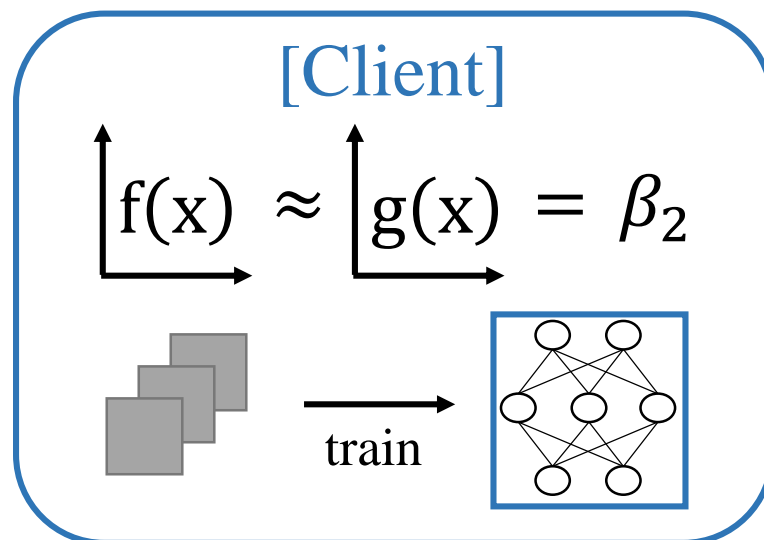 [Client]
f(x) ≈ g(x) = β₂
train